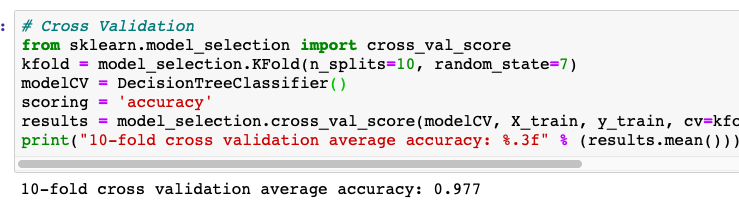 :
# Cross Validation
from sklearn.model_selection import cross_val_score
kfold = model_selection.KFold(n_splits=10, random_state=7)
modelCV = DecisionTreeClassifier()
scoring = 'accuracy'
results = model_selection.cross_val_score(modelCV, X_train, y_train, cv=kfo
print("10-fold cross validation average accuracy: %.3f" % (results.mean()))
10-fold cross validation average accuracy: 0.977